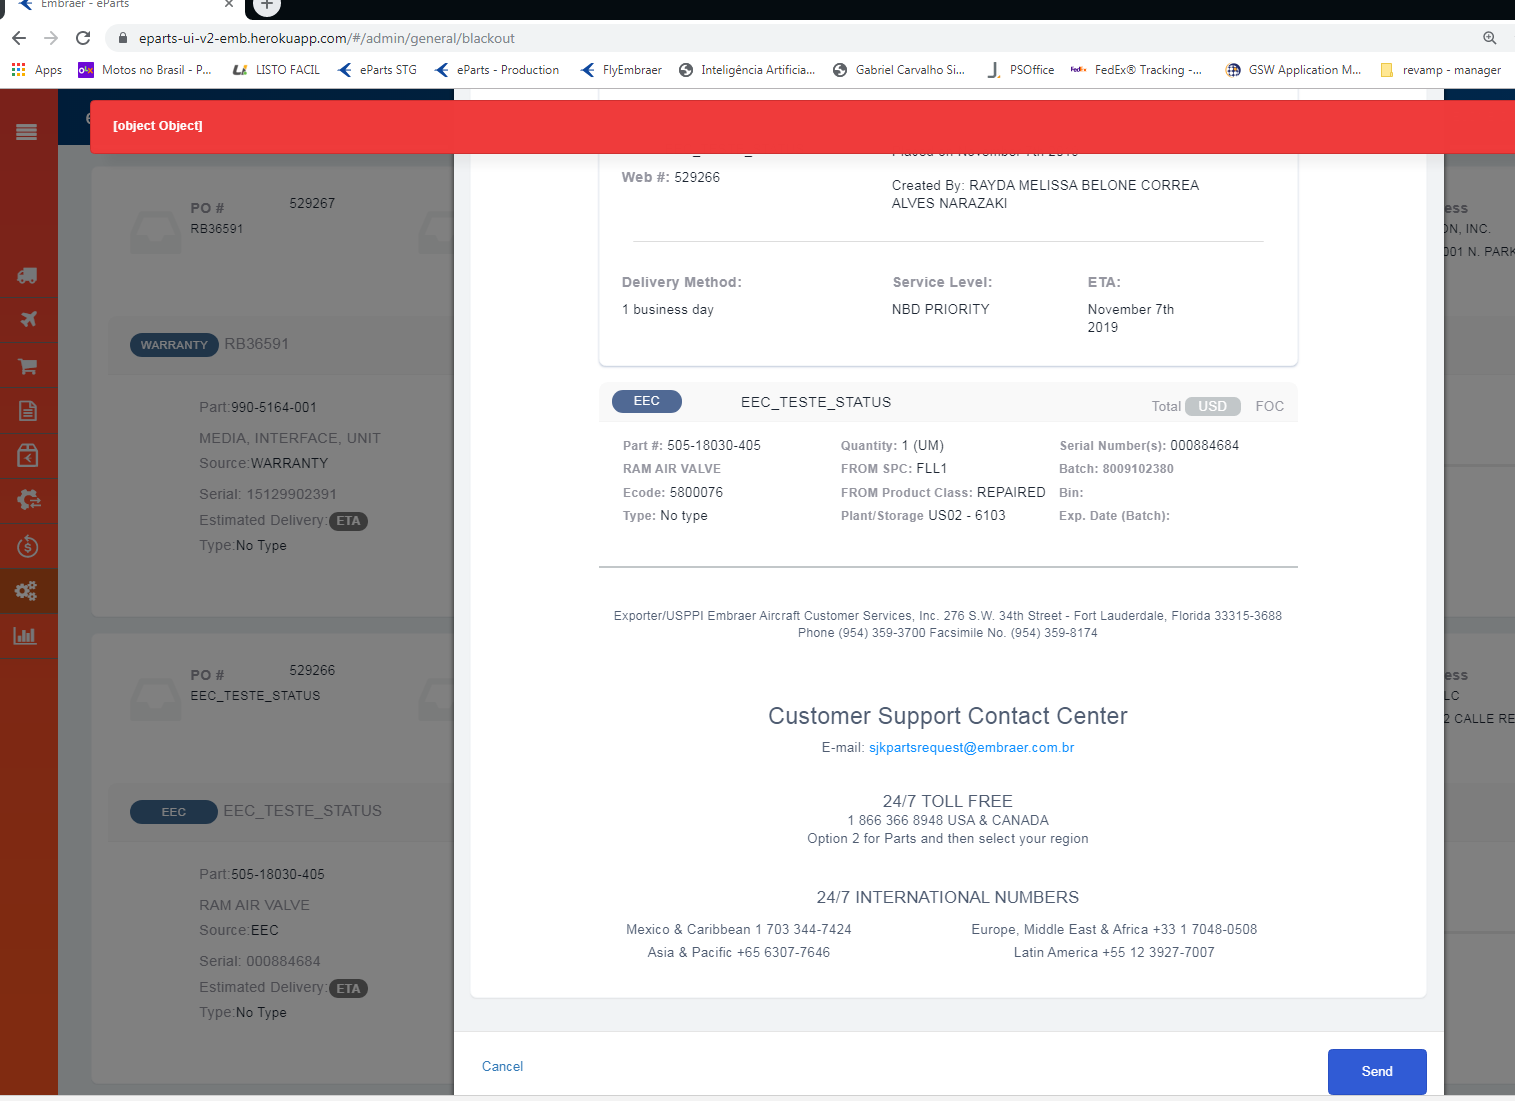 Embraer - eParts
eparts-ui-v2-emb.herokuapp.com/#/admin/general/blackout
Apps
OLX
Motos no Brasil - P...
LISTO FACIL
eParts STG
eParts - Production
FlyEmbraer
Inteligência Artificia...
Gabriel Carvalho Si...
PSOffice
FedEx® Tracking -...
GSW Application M...
revamp - manager
[object Object]
PO #
529267
RB36591
WARRANTY RB36591
Part:990-5164-001
MEDIA, INTERFACE, UNIT
Source:WARRANTY
Serial: 15129902391
Estimated Delivery: ETA
Type:No Type
PO #
529266
EEC_TESTE_STATUS
EEC EEC_TESTE_STATUS
Part:505-18030-405
RAM AIR VALVE
Source:EEC
Serial: 000884684
Estimated Delivery: ETA
Type:No Type
Web #: 529266
Created By: RAYDA MELISSA BELONE CORREA
ALVES NARAZAKI
Delivery Method:
1 business day
Service Level:
NBD PRIORITY
ETA:
November 7th
2019
EEC
EEC_TESTE_STATUS
Total USD FOC
Part #: 505-18030-405
RAM AIR VALVE
Ecode: 5800076
Type: No type
Quantity: 1 (UM)
FROM SPC: FLL1
FROM Product Class: REPAIRED
Plant/Storage US02 - 6103
Serial Number(s): 000884684
Batch: 8009102380
Bin:
Exp. Date (Batch):
Exporter/USPPI Embraer Aircraft Customer Services, Inc. 276 S.W. 34th Street - Fort Lauderdale, Florida 33315-3688
Phone (954) 359-3700 Facsimile No. (954) 359-8174
Customer Support Contact Center
E-mail: sjkpartsrequest@embraer.com.br
24/7 TOLL FREE
1 866 366 8948 USA & CANADA
Option 2 for Parts and then select your region
24/7 INTERNATIONAL NUMBERS
Mexico & Caribbean 1 703 344-7424
Europe, Middle East & Africa +33 1 7048-0508
Asia & Pacific +65 6307-7646
Latin America +55 12 3927-7007
Cancel
Send
ess
ON, INC.
001 N. PARK
ess
LC
2 CALLE RE